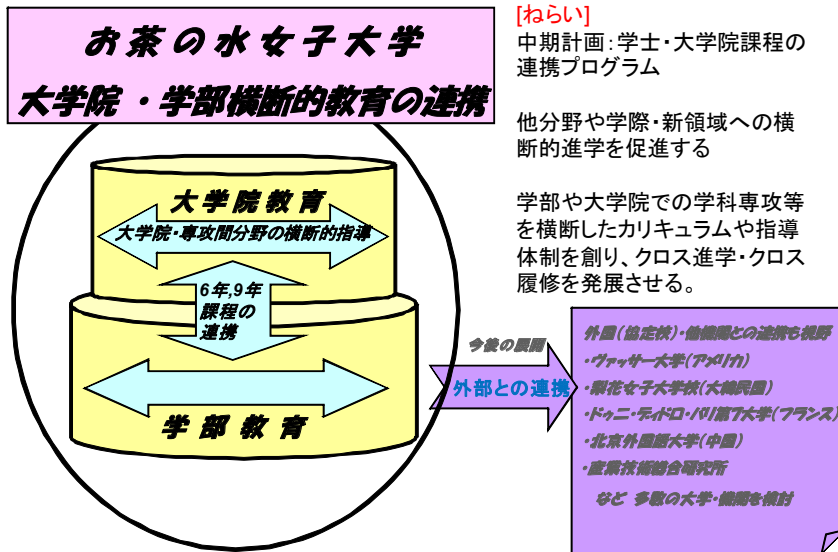 お茶の水女子大学
大学院・学部横断的教育の連携
[ねらい]
中期計画：学士・大学院課程の
連携プログラム
他分野や学際・新領域への横
断的進学を促進する
学部や大学院での学科専攻等
を横断したカリキュラムや指導
体制を創り、クロス進学・クロス
履修を発展させる。
大学院教育
大学院・専攻間分野の横断的指導
6年,9年
課程の
連携
学部教育
今後の展開
外部との連携
外国(協定校)・他機関との連携も視野
・ヴァッサー大学(アメリカ)
・梨花女子大学校(大韓民国)
・ドゥニ・ディドロ・パリ第7大学(フランス)
・北京外国語大学(中国)
・産業技術総合研究所
など 多数の大学・機関を検討